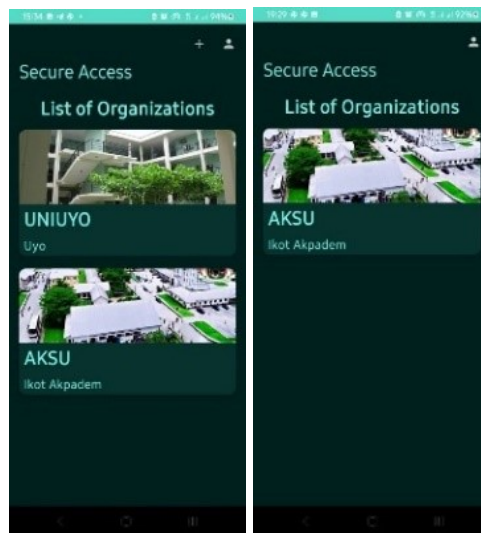 Secure Access
List of Organizations
UNIUYO
Uyo
AKSU
Ikot Akpadem
Secure Access
List of Organizations
AKSU
Ikot Akpadem